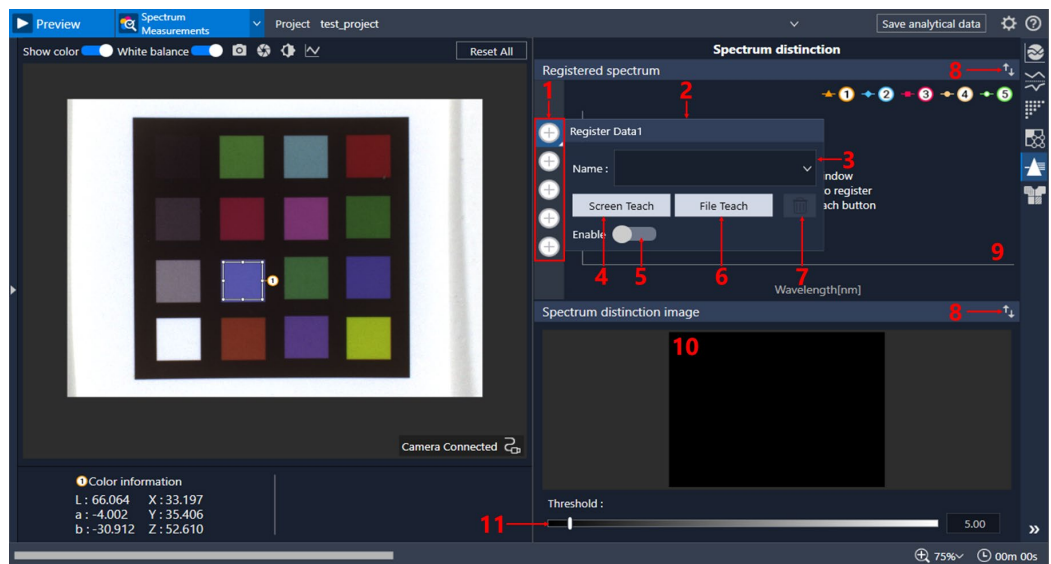 Preview
Spectrum
Measurements
Project test_project
Save analytical data
Show color
White balance
Reset All
Spectrum distinction
Registered spectrum
8
1
2
1 2 3 4 5
Register Data1
Name :
3
ndow
o register
ach button
Screen Teach
File Teach
Enable
4
5
6
7
9
Wavelength[nm]
1
Spectrum distinction image
8
10
Camera Connected
1 Color information
L : 66.064 X : 33.197
a : -4.002 Y : 35.406
b : -30.912 Z : 52.610
Threshold :
11
5.00
75%
00m 00s